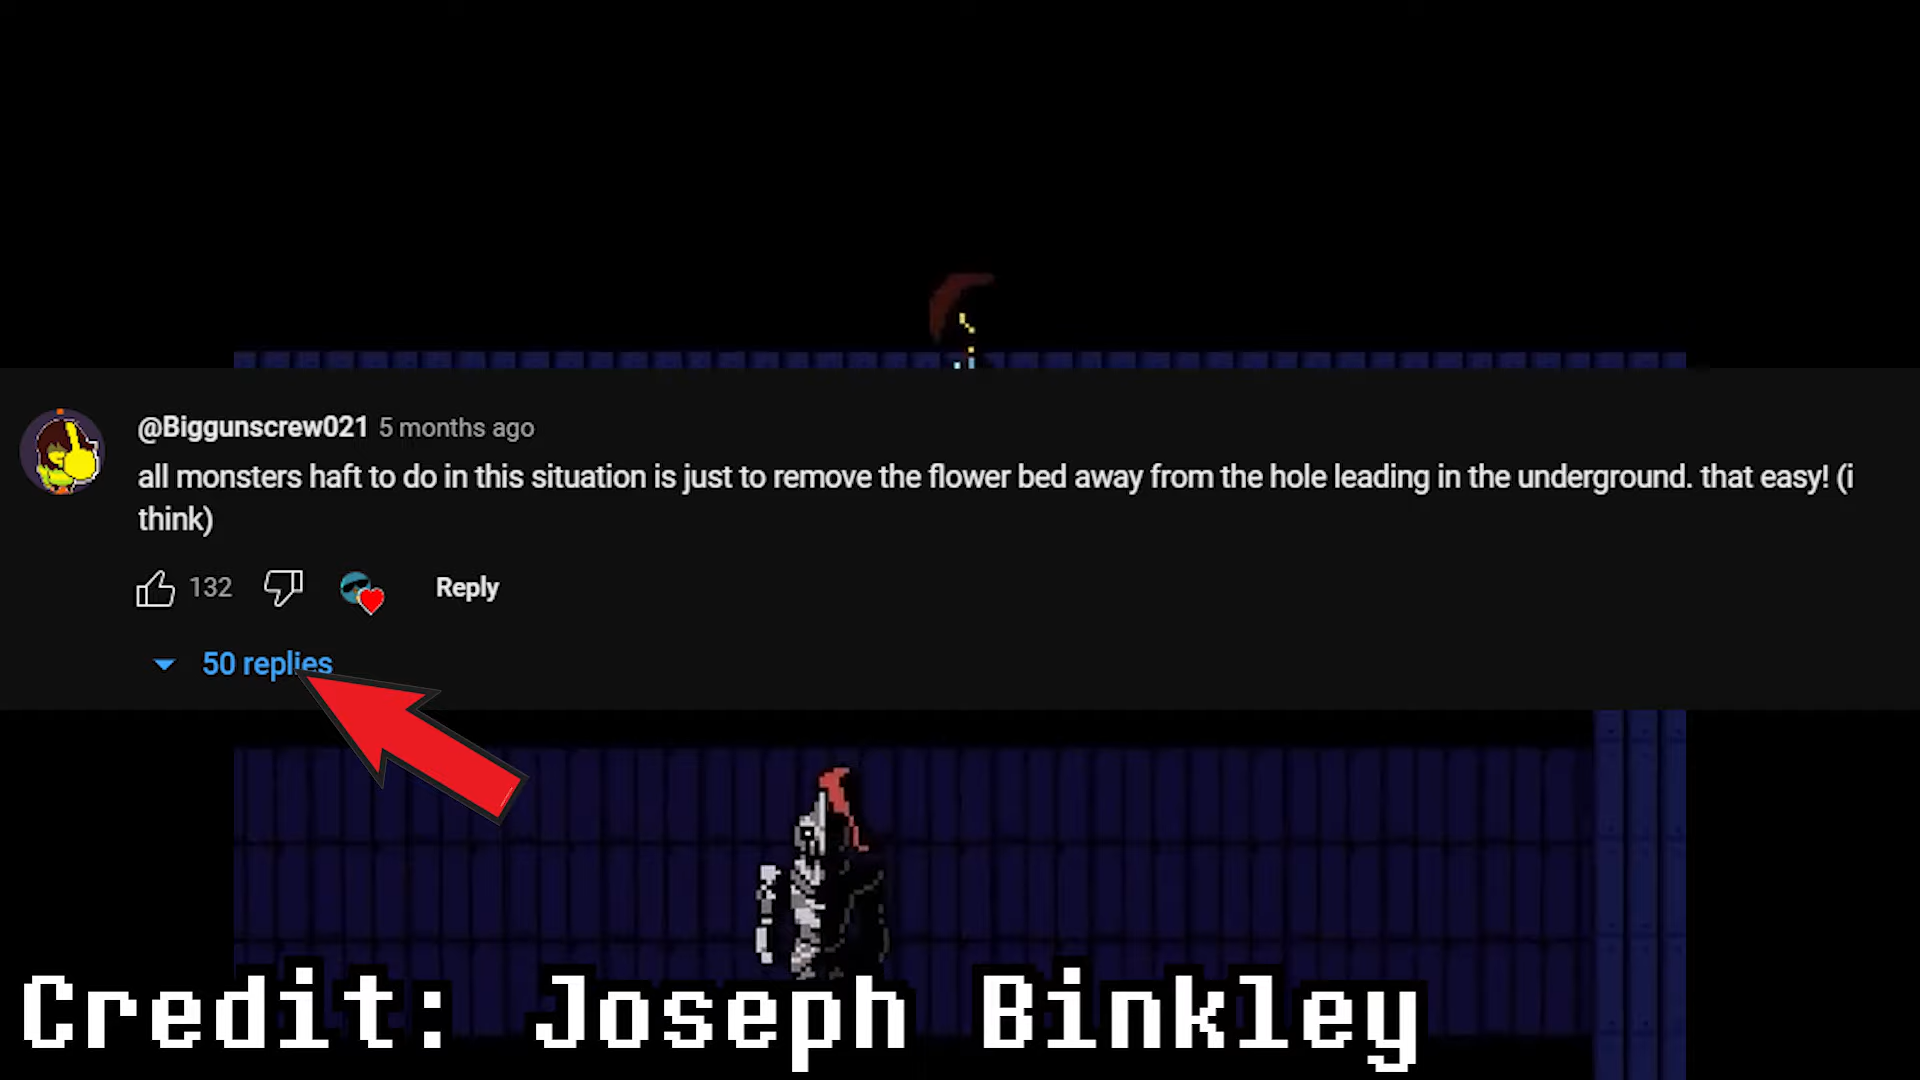 @Biggunscrew021 5 months ago
all monsters haft to do in this situation is just to remove the flower bed away from the hole leading in the underground. that easy! (i
think)
132 Reply
50 replies
Credit: Joseph Binkley